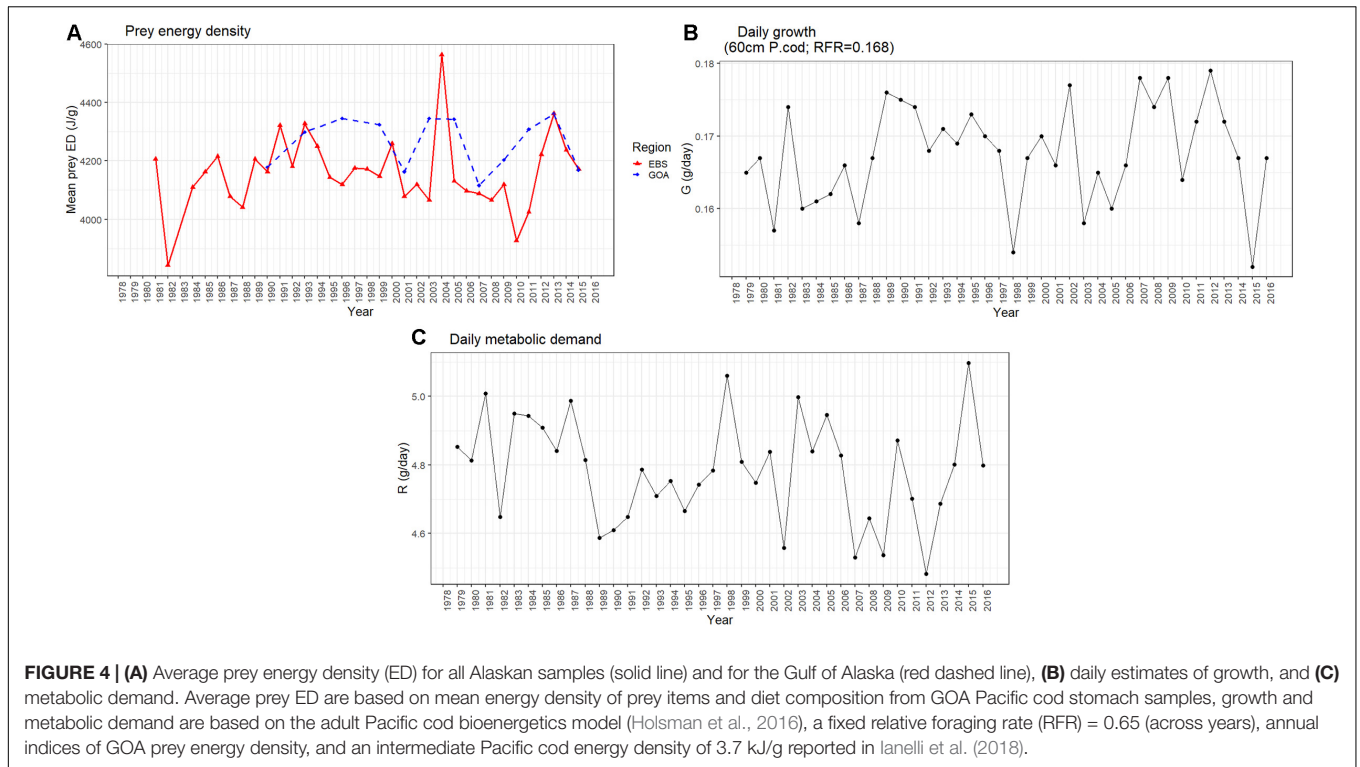 A Prey energy density
4600
4400
4200
4000
Mean prey ED (J/g)
1978 1979 1980 1981 1982 1983 1984 1985 1986 1987 1988 1989 1990 1991 1992 1993 1994 1995 1996 1997 1998 1999 2000 2001 2002 2003 2004 2005 2006 2007 2008 2009 2010 2011 2012 2013 2014 2015 2016
Year
Region
EBS
GOA
B Daily growth
(60cm P.cod; RFR=0.168)
0.18
0.17
0.16
G (g/day)
1978 1979 1980 1981 1982 1983 1984 1985 1986 1987 1988 1989 1990 1991 1992 1993 1994 1995 1996 1997 1998 1999 2000 2001 2002 2003 2004 2005 2006 2007 2008 2009 2010 2011 2012 2013 2014 2015 2016
Year
C Daily metabolic demand
5.0
4.8
4.6
R (g/day)
1978 1979 1980 1981 1982 1983 1984 1985 1986 1987 1988 1989 1990 1991 1992 1993 1994 1995 1996 1997 1998 1999 2000 2001 2002 2003 2004 2005 2006 2007 2008 2009 2010 2011 2012 2013 2014 2015 2016
Year
FIGURE 4 | (A) Average prey energy density (ED) for all Alaskan samples (solid line) and for the Gulf of Alaska (red dashed line), (B) daily estimates of growth, and (C)
metabolic demand. Average prey ED are based on mean energy density of prey items and diet composition from GOA Pacific cod stomach samples, growth and
metabolic demand are based on the adult Pacific cod bioenergetics model (Holsman et al., 2016), a fixed relative foraging rate (RFR) = 0.65 (across years), annual
indices of GOA prey energy density, and an intermediate Pacific cod energy density of 3.7 kJ/g reported in Ianelli et al. (2018).